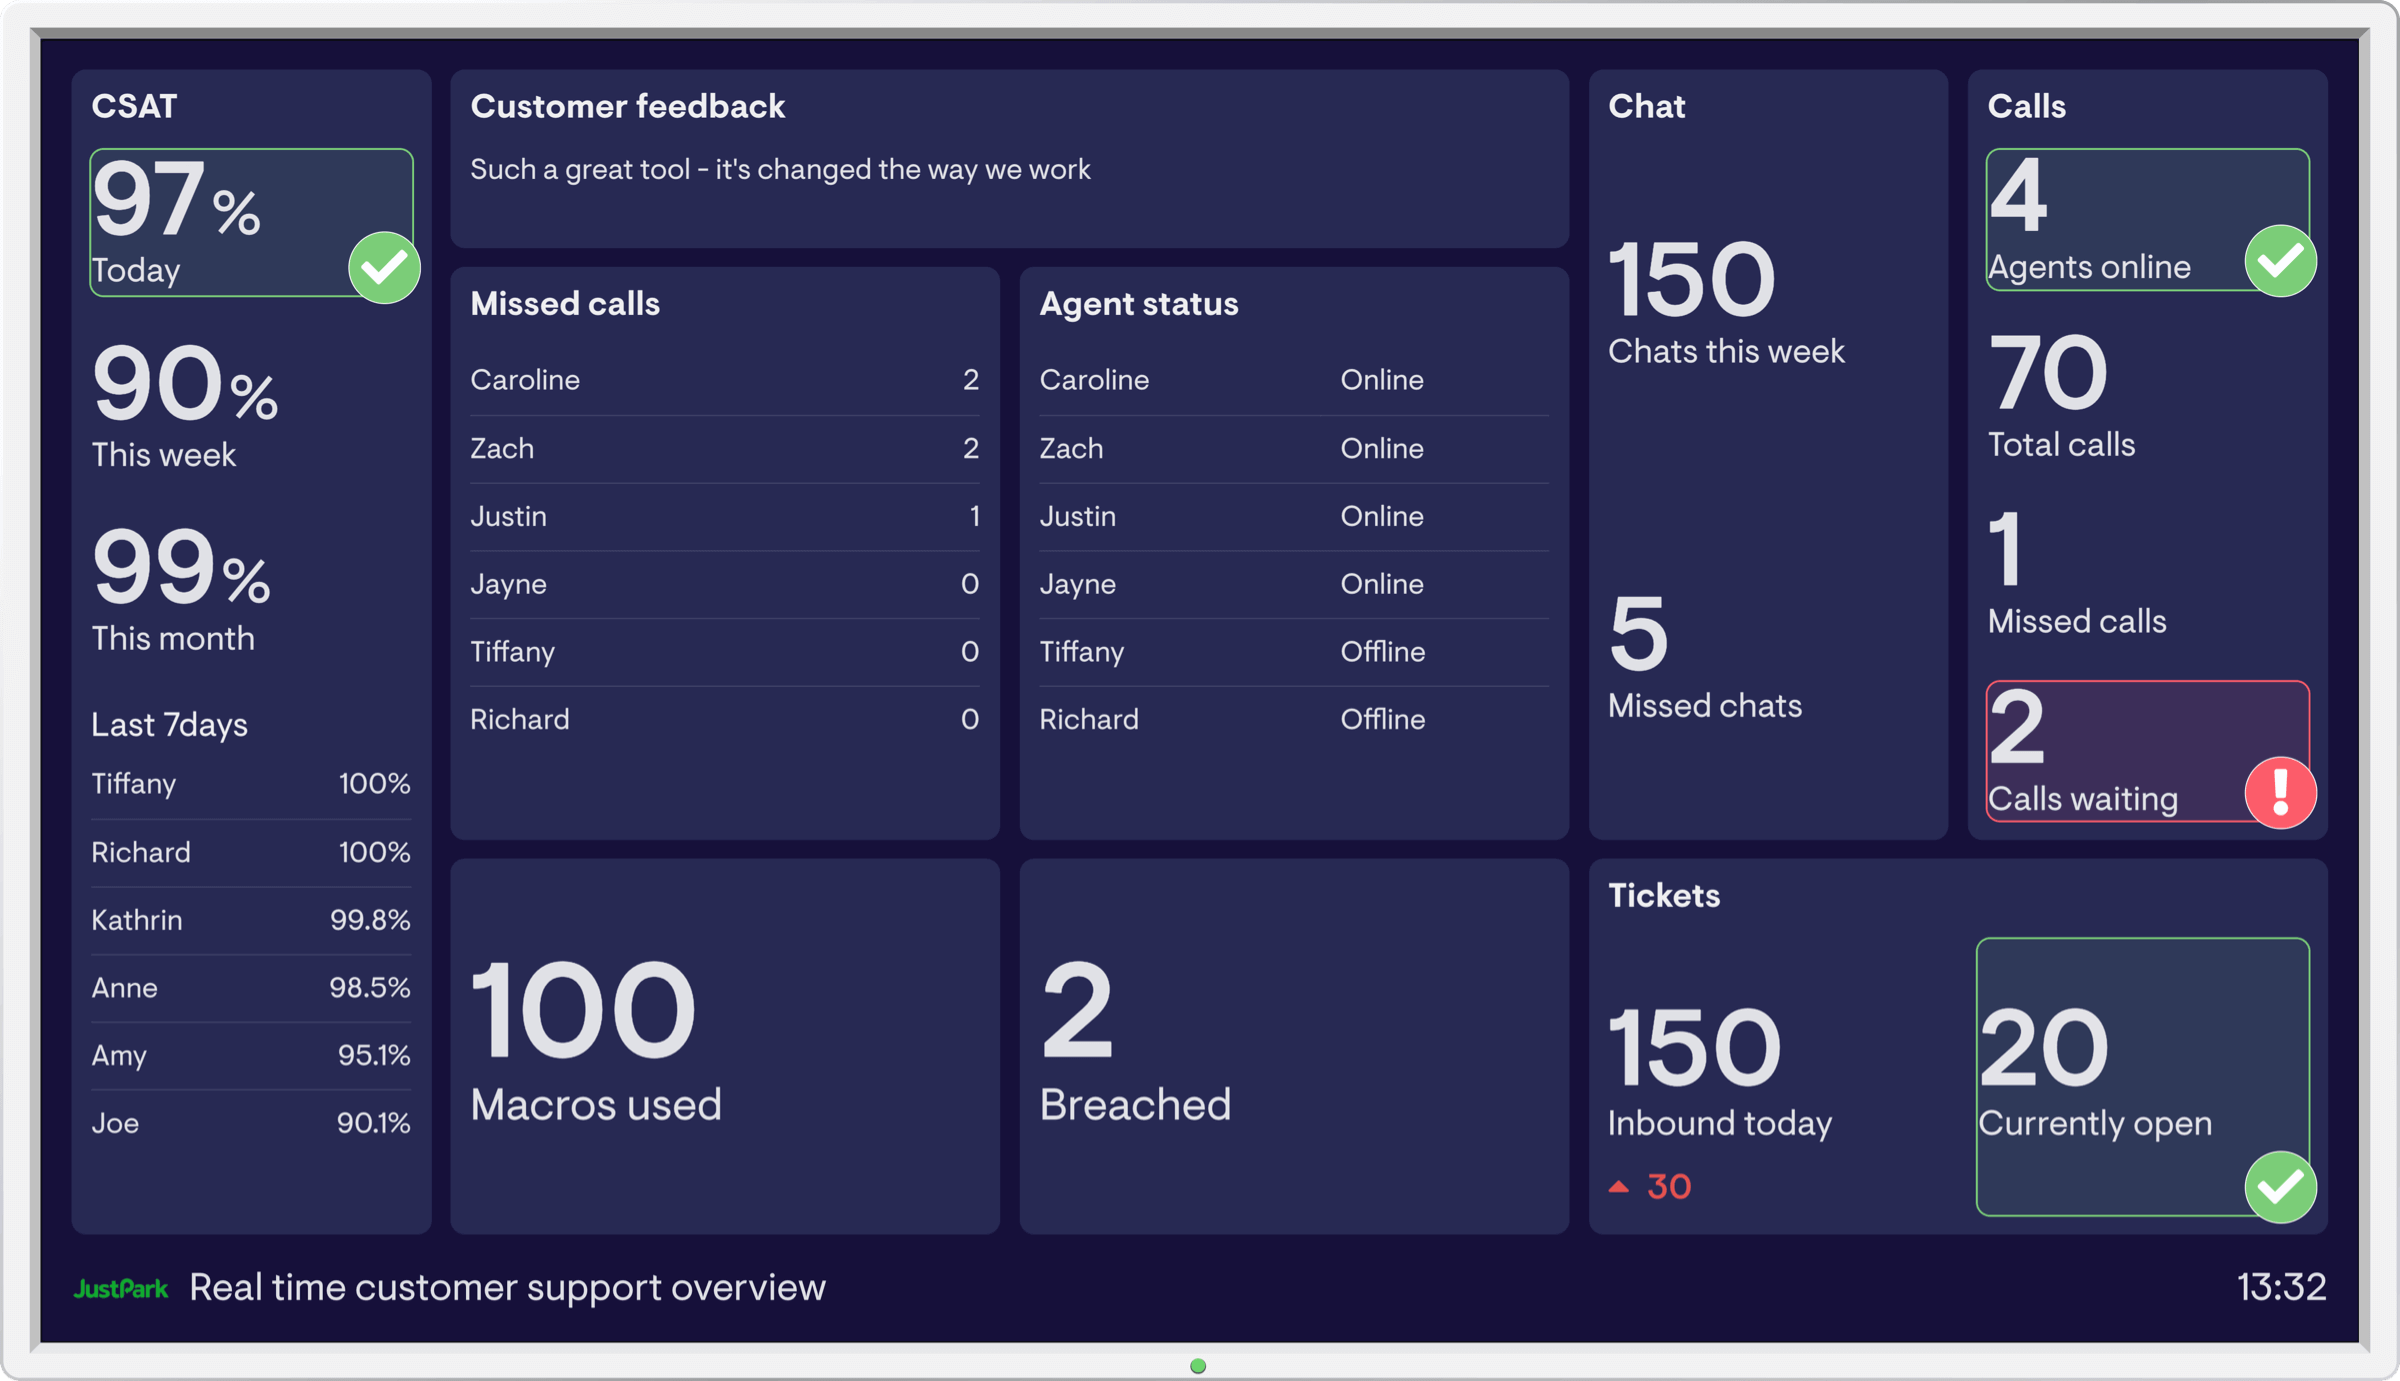 CSAT
97%
Today
90%
This week
99%
This month
Last 7days
Tiffany 100%
Richard 100%
Kathrin 99.8%
Anne 98.5%
Amy 95.1%
Joe 90.1%
Customer feedback
Such a great tool - it's changed the way we work
Missed calls
Caroline 2
Zach 2
Justin 1
Jayne 0
Tiffany 0
Richard 0
Agent status
Caroline Online
Zach Online
Justin Online
Jayne Online
Tiffany Offline
Richard Offline
Chat
150
Chats this week
5
Missed chats
Calls
4
Agents online
70
Total calls
1
Missed calls
2
Calls waiting
100
Macros used
2
Breached
Tickets
150
Inbound today
30
20
Currently open
JustPark Real time customer support overview 13:32